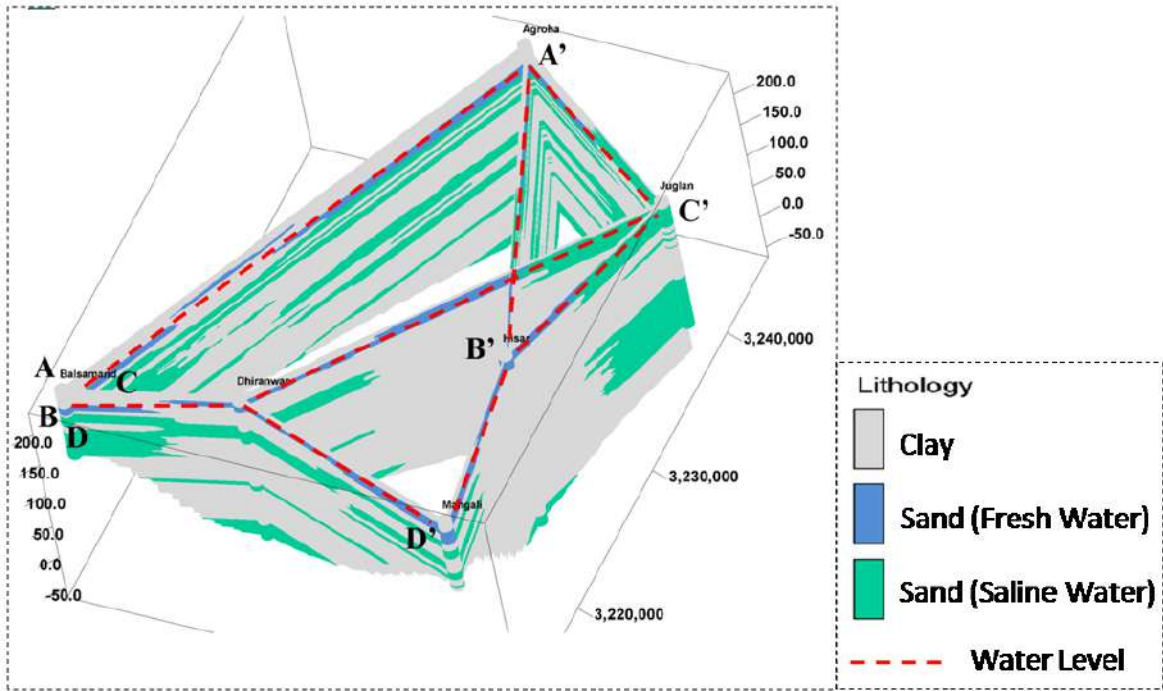 Agroha
A'
200.0
150.0
100.0
50.0
0.0
-50.0
Juglan
C'
3,240,000
Hisar
B'
A
Balsamand
C
Dhiranwas
B
D
200.0
150.0
100.0
50.0
0.0
-50.0
3,230,000
Mangali
D'
3,220,000
Lithology
Clay
Sand (Fresh Water)
Sand (Saline Water)
Water Level